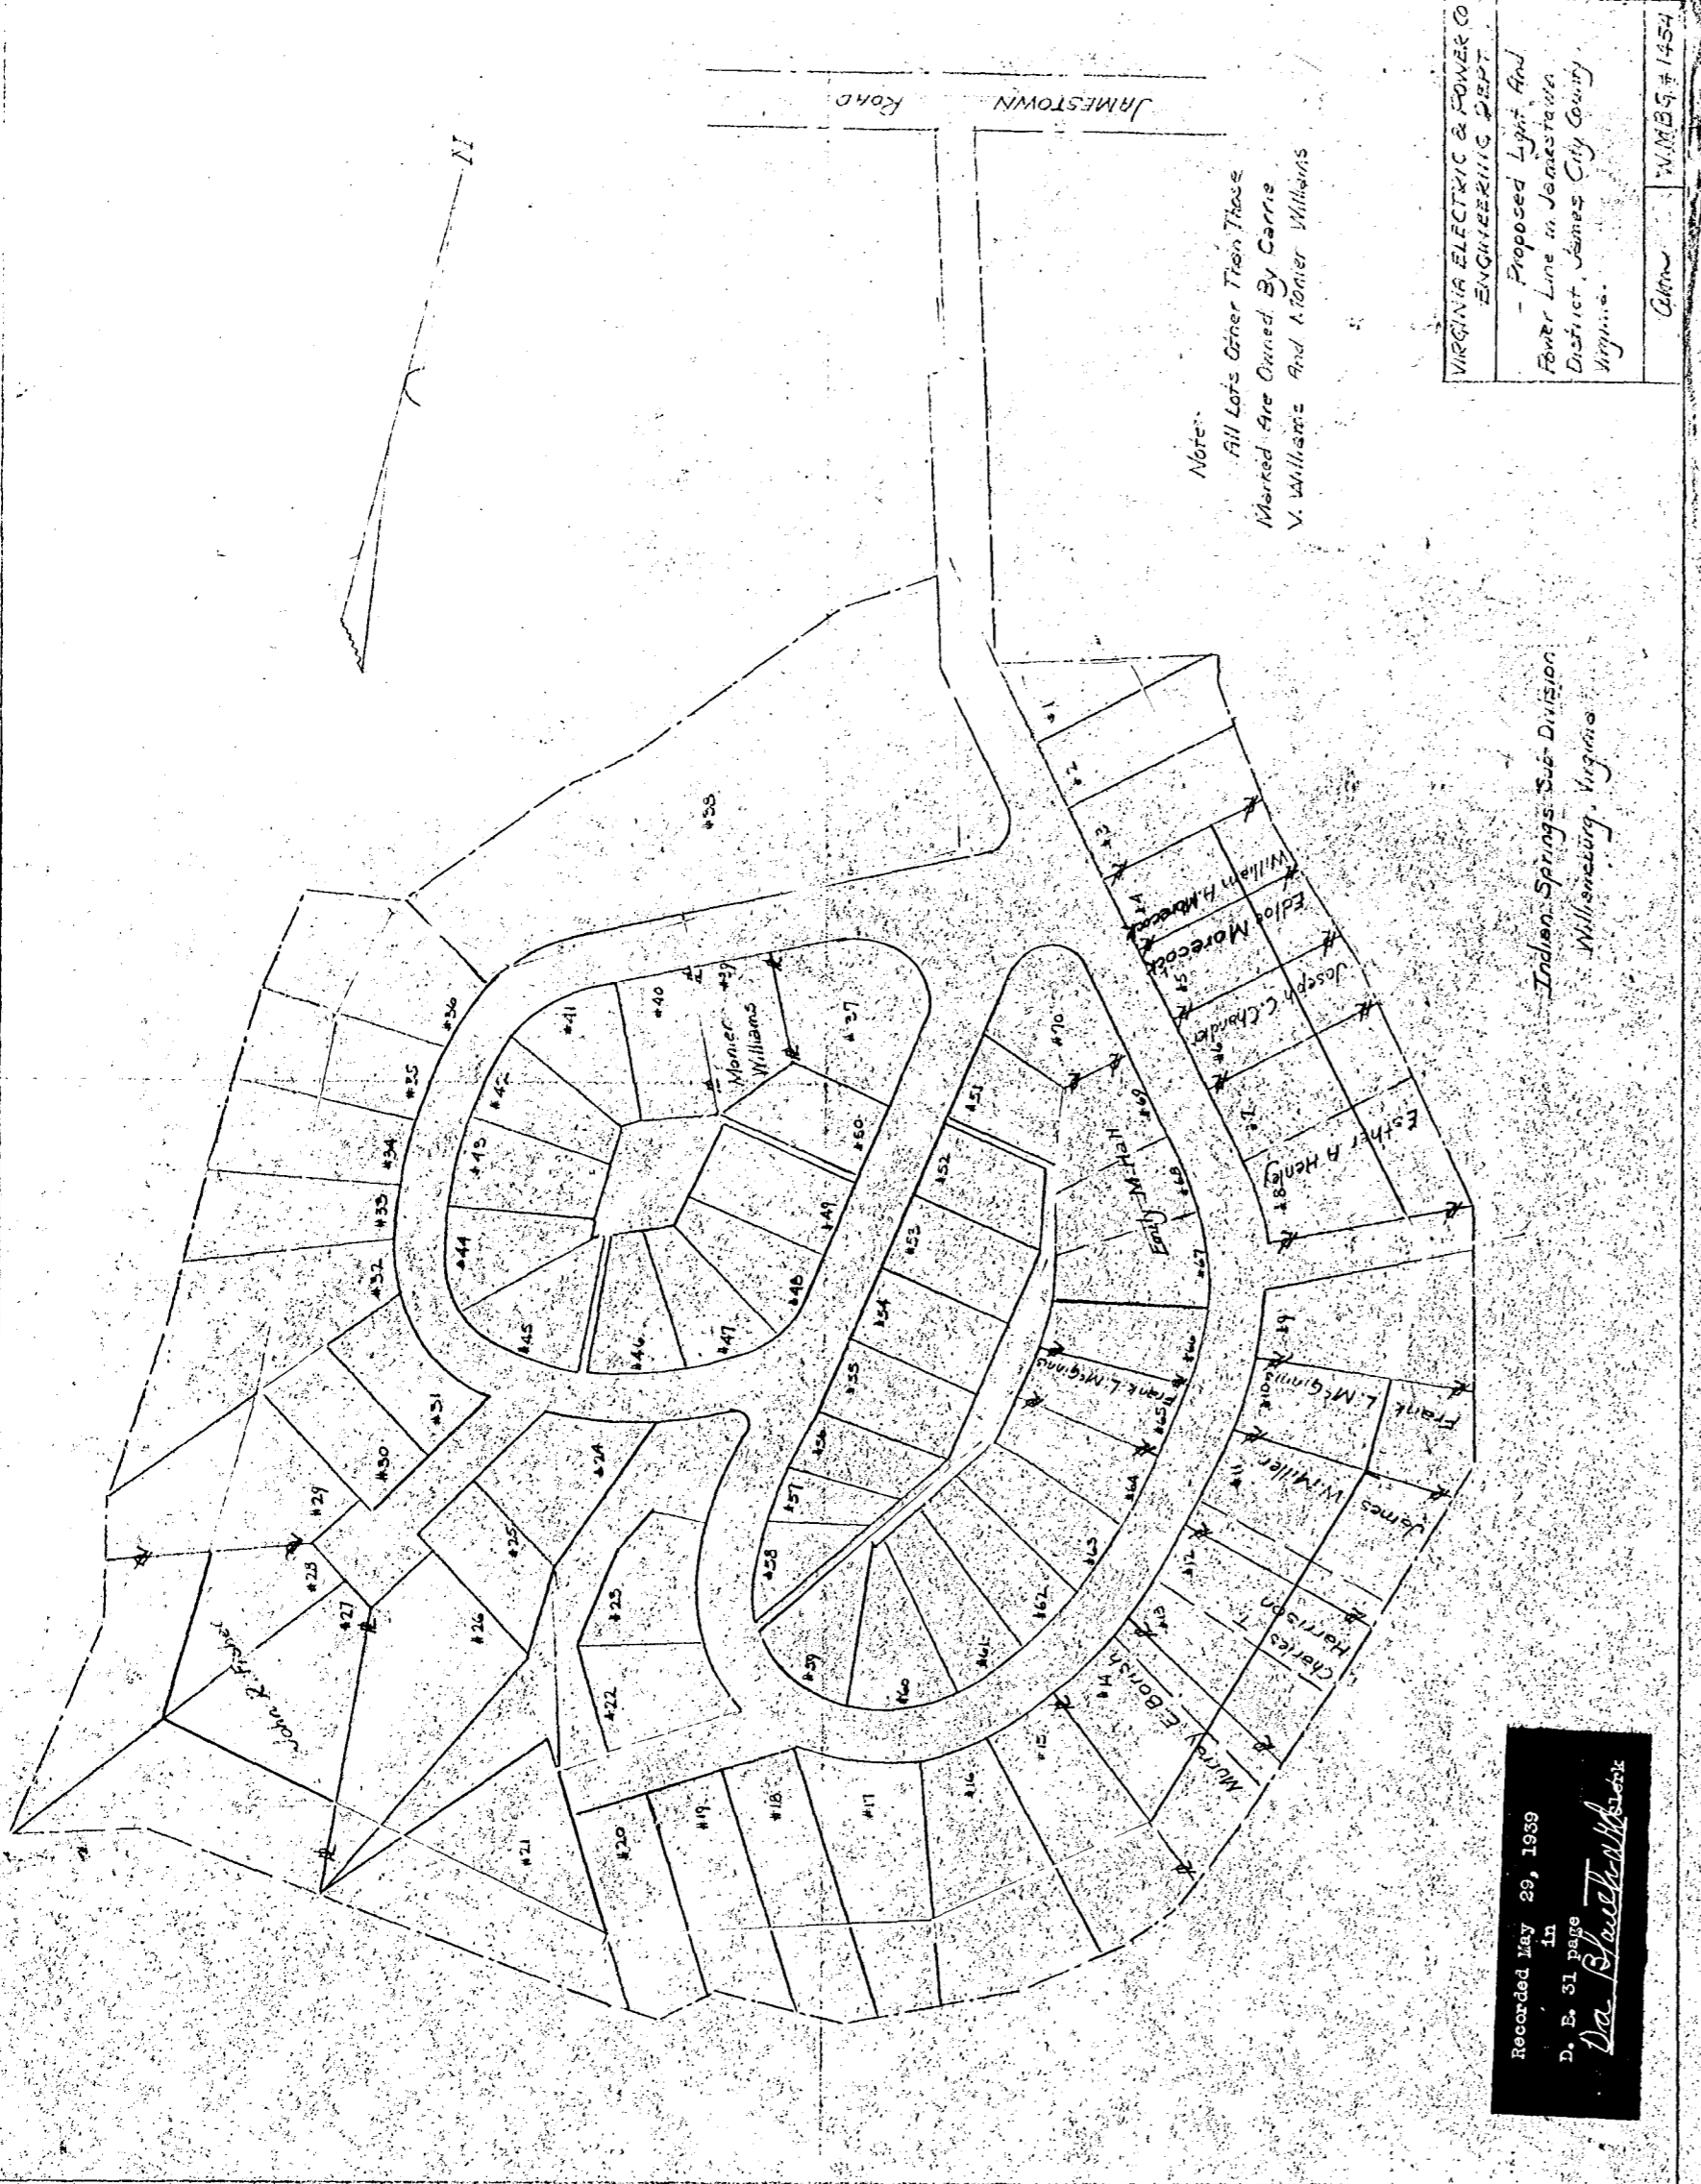 N
JAMESTOWN ROAD
Note:
All Lots Other Than Those
Marked Are Owned By Carrie
V. Williams And Monier Williams
VIRGINIA ELECTRIC & POWER CO
ENGINEERING DEPT.
- Proposed Light And
Power Line in Jamestown
District, James City County,
Virginia.
W.MBG.#1454
Indian Springs Sub-Division
Williamsburg, Virginia
#1
#2
#3
#4
William H. Morecock
#5
Edloe Morecock
#6
Joseph C. Chandler
#7
#8
Esther A Henley
#9
#10
Frank L. McGinnis
#11
James W. Miller
#12
Charles T. Harrison
#13
#14
Murray E. Borish
#15
#16
#17
#18
#19
#20
#21
#22
#23
#24
#25
#26
#27
#28
John R. Fisher
#29
#30
#31
#32
#33
#34
#35
#36
#37
#38
#39
Monier
Williams
#40
#41
#42
#43
#44
#45
#46
#47
#48
#49
#50
#51
#52
#53
#54
#55
#56
#57
#58
#59
#60
#61
#62
#63
#64
#65
Frank L. McGinnis
#66
#67
#68
Emily M. Hall
#69
#70
Recorded May 29, 1939
in
D. B. 31 page